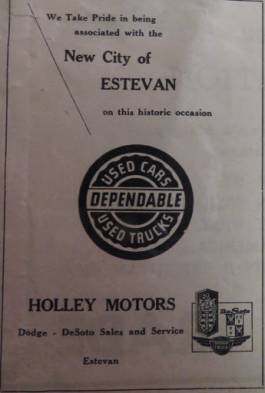 We Take Pride in being
associated with the
New City of
ESTEVAN
on this historic occasion
USED CARS
DEPENDABLE
USED TRUCKS
HOLLEY MOTORS
Dodge - DeSoto Sales and Service
Estevan
DeSoto